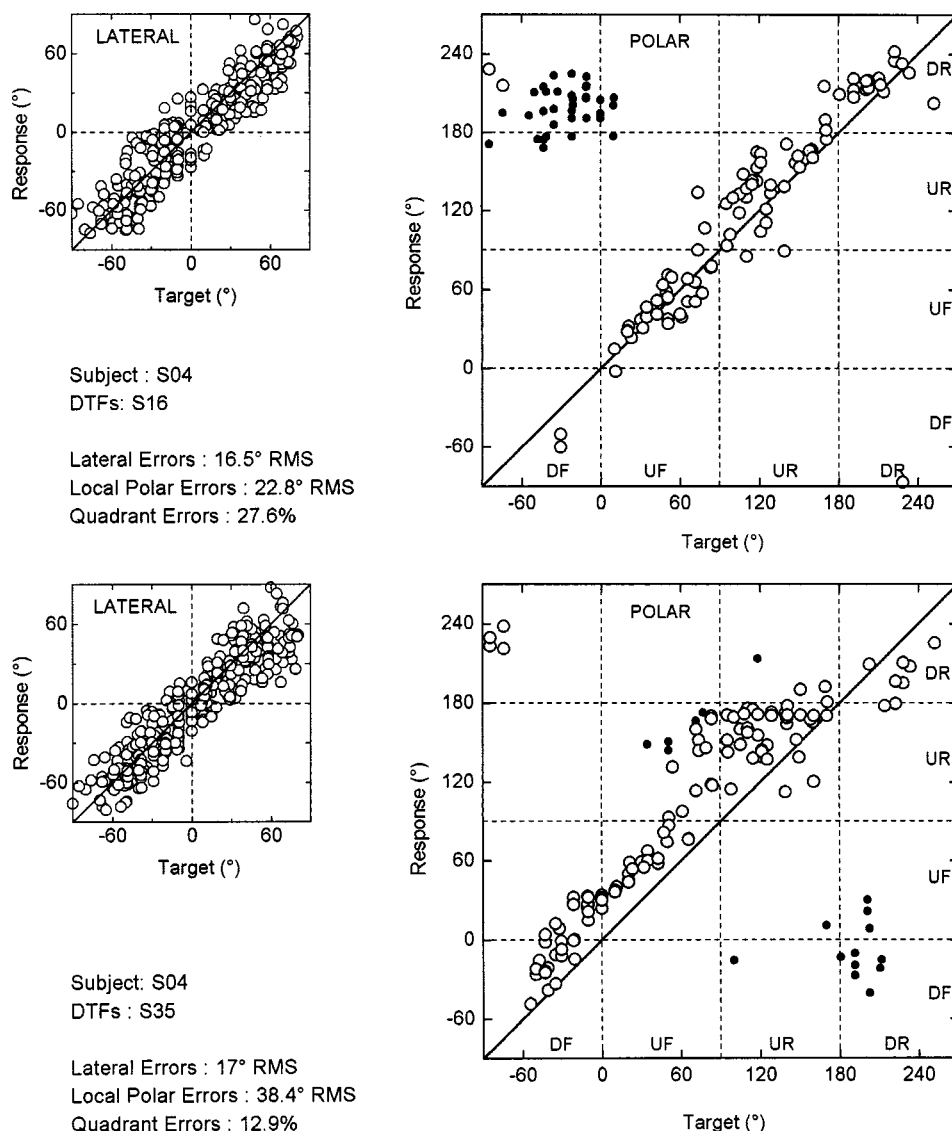 LATERAL
60
0
-60
Response (°)
-60 0 60
Target (°)
Subject : S04
DTFs: S16
Lateral Errors : 16.5° RMS
Local Polar Errors : 22.8° RMS
Quadrant Errors : 27.6%
POLAR
240
180
120
60
0
-60
Response (°)
DR
UR
UF
DF
DF UF UR DR
-60 0 60 120 180 240
Target (°)
LATERAL
60
0
-60
Response (°)
-60 0 60
Target (°)
Subject: S04
DTFs : S35
Lateral Errors : 17° RMS
Local Polar Errors : 38.4° RMS
Quadrant Errors : 12.9%
POLAR
240
180
120
60
0
-60
Response (°)
DR
UR
UF
DF
DF UF UR DR
-60 0 60 120 180 240
Target (°)